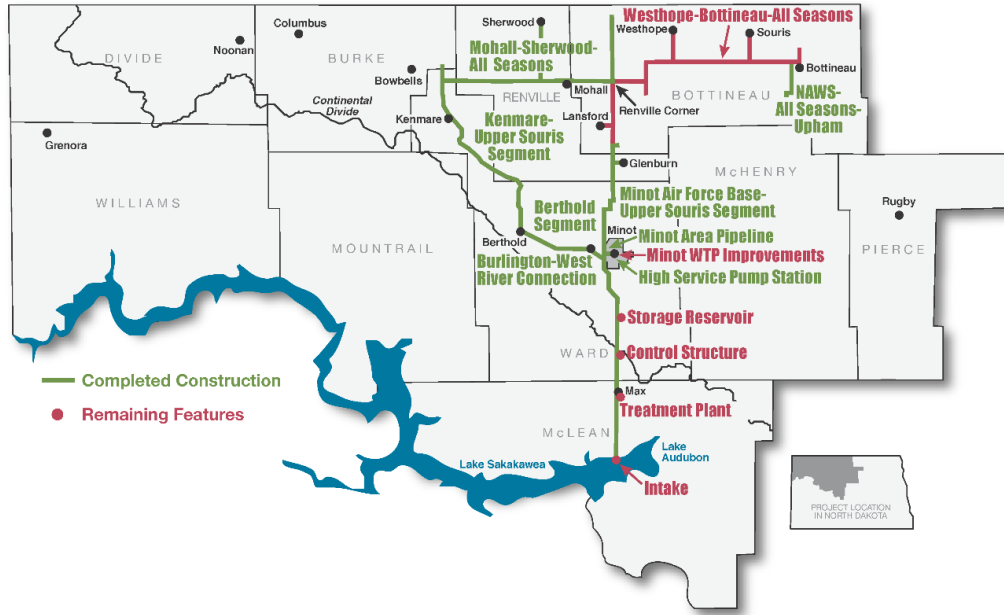 Westhope-Bottineau-All Seasons
Columbus
Sherwood
Westhope
Souris
Noonan
DIVIDE
BURKE
Mohall-Sherwood-
All Seasons
Bowbells
Bottineau
Mohall
RENVILLE
BOTTINEAU
NAWS-
All Seasons-
Upham
Continental
Divide
Renville Corner
Kenmare
Kenmare-
Upper Souris
Segment
Lansford
Grenora
Glenburn
McHENRY
WILLIAMS
Minot Air Force Base-
Upper Souris Segment
Rugby
Berthold
Segment
Minot
Minot Area Pipeline
MOUNTRAIL
Berthold
PIERCE
Minot WTP Improvements
Burlington-West
River Connection
High Service Pump Station
Storage Reservoir
WARD
Control Structure
Completed Construction
Max
Remaining Features
Treatment Plant
McLEAN
Lake
Audubon
Lake Sakakawea
Intake
PROJECT LOCATION
IN NORTH DAKOTA